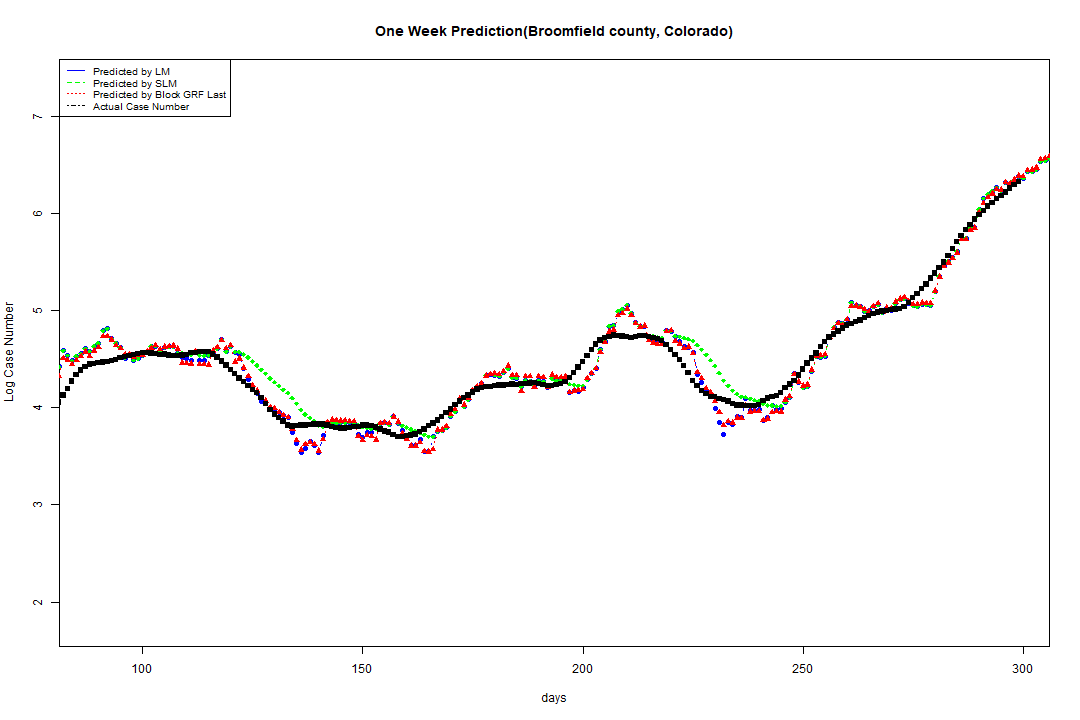 One Week Prediction(Broomfield county, Colorado)
Predicted by LM
Predicted by SLM
Predicted by Block GRF Last
Actual Case Number
Log Case Number
7
6
5
4
3
2
100 150 200 250 300
days